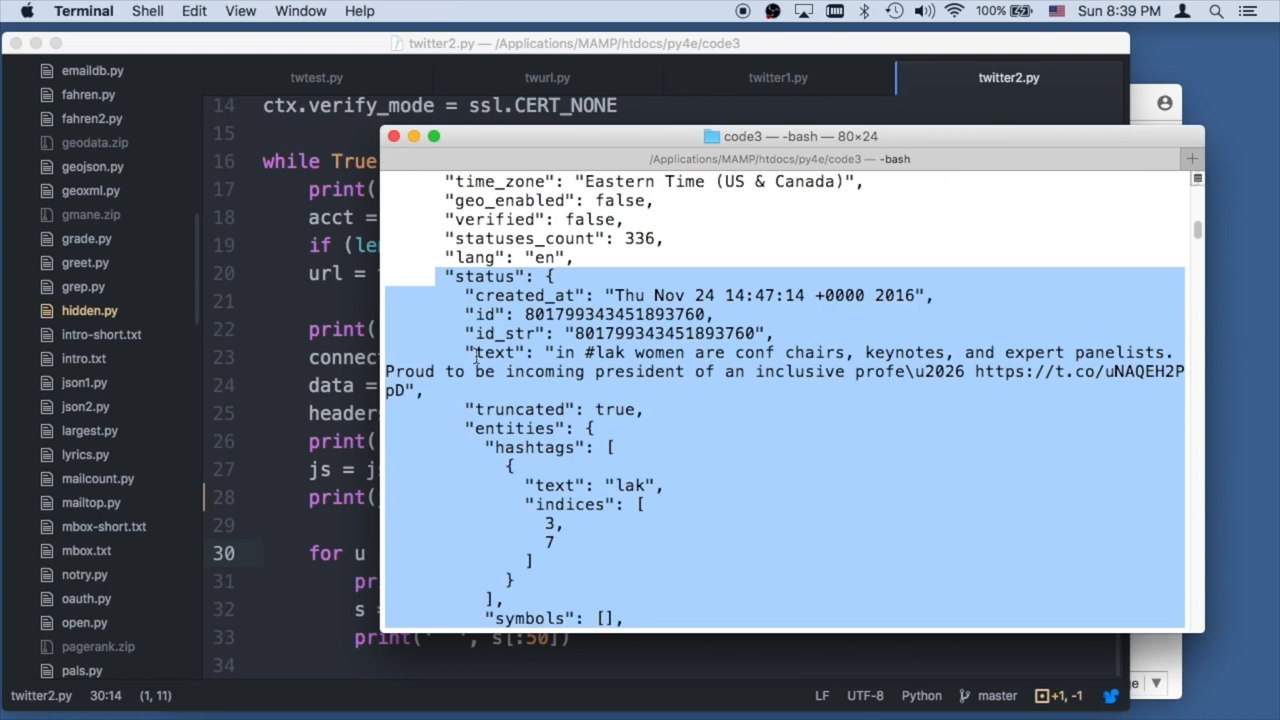 Terminal Shell Edit View Window Help 100% Sun 8:39 PM
twitter2.py — /Applications/MAMP/htdocs/py4e/code3
twtest.py twurl.py twitter1.py twitter2.py
emaildb.py
fahren.py
fahren2.py
geodata.zip
geojson.py
geoxml.py
gmane.zip
grade.py
greet.py
grep.py
hidden.py
intro-short.txt
intro.txt
json1.py
json2.py
largest.py
lyrics.py
mailcount.py
mailtop.py
mbox-short.txt
mbox.txt
notry.py
oauth.py
open.py
pagerank.zip
pals.py
14 ctx.verify_mode = ssl.CERT_NONE
15
16 while True
17 print(
18 acct =
19 if (le
20 url =
21
22 print(
23 connec
24 data =
25 header
26 print(
27 js = j
28 print(
29
30 for u
31 pr
32 s =
33 print(' ', s[:50])
34
code3 — -bash — 80×24
/Applications/MAMP/htdocs/py4e/code3 — -bash
"time_zone": "Eastern Time (US & Canada)",
"geo_enabled": false,
"verified": false,
"statuses_count": 336,
"lang": "en",
"status": {
"created_at": "Thu Nov 24 14:47:14 +0000 2016",
"id": 801799343451893760,
"id_str": "801799343451893760",
"text": "in #lak women are conf chairs, keynotes, and expert panelists.
Proud to be incoming president of an inclusive profe\u2026 https://t.co/uNAQEH2P
pD",
"truncated": true,
"entities": {
"hashtags": [
{
"text": "lak",
"indices": [
3,
7
]
}
],
"symbols": [],
twitter2.py 30:14 (1, 11) LF UTF-8 Python master +1, -1